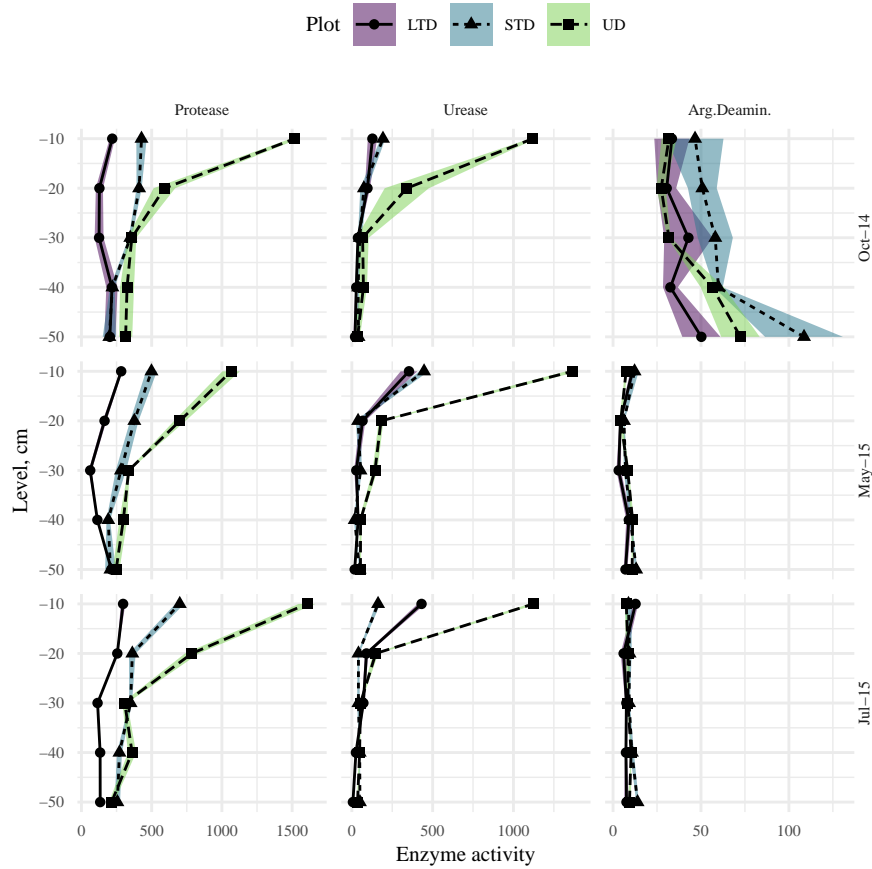 Plot LTD STD UD
Protease Urease Arg.Deamin.
−10
−20
−30
−40
−50
Oct−14
−10
−20
−30
−40
−50
May−15
−10
−20
−30
−40
−50
Jul−15
Level, cm
0 500 1000 1500 0 500 1000 0 50 100
Enzyme activity